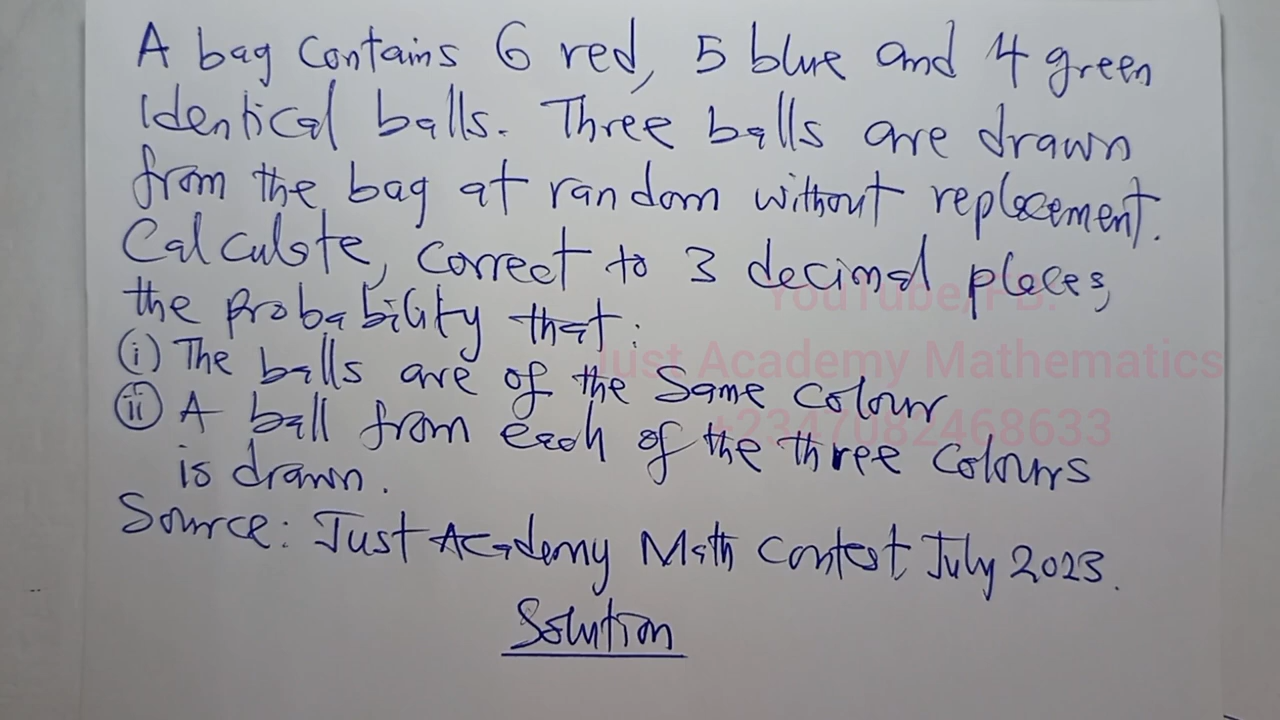 A bag contains 6 red, 5 blue and 4 green
identical balls. Three balls are drawn
from the bag at random without replacement.
Calculate, correct to 3 decimal places,
the probability that:
YouTube/FB:
(i) The balls are of the same colour
Just Academy Mathematics
(ii) A ball from each of the three colours
+2347082468633
is drawn.
Source: Just Academy Math Contest, July 2023.
Solution